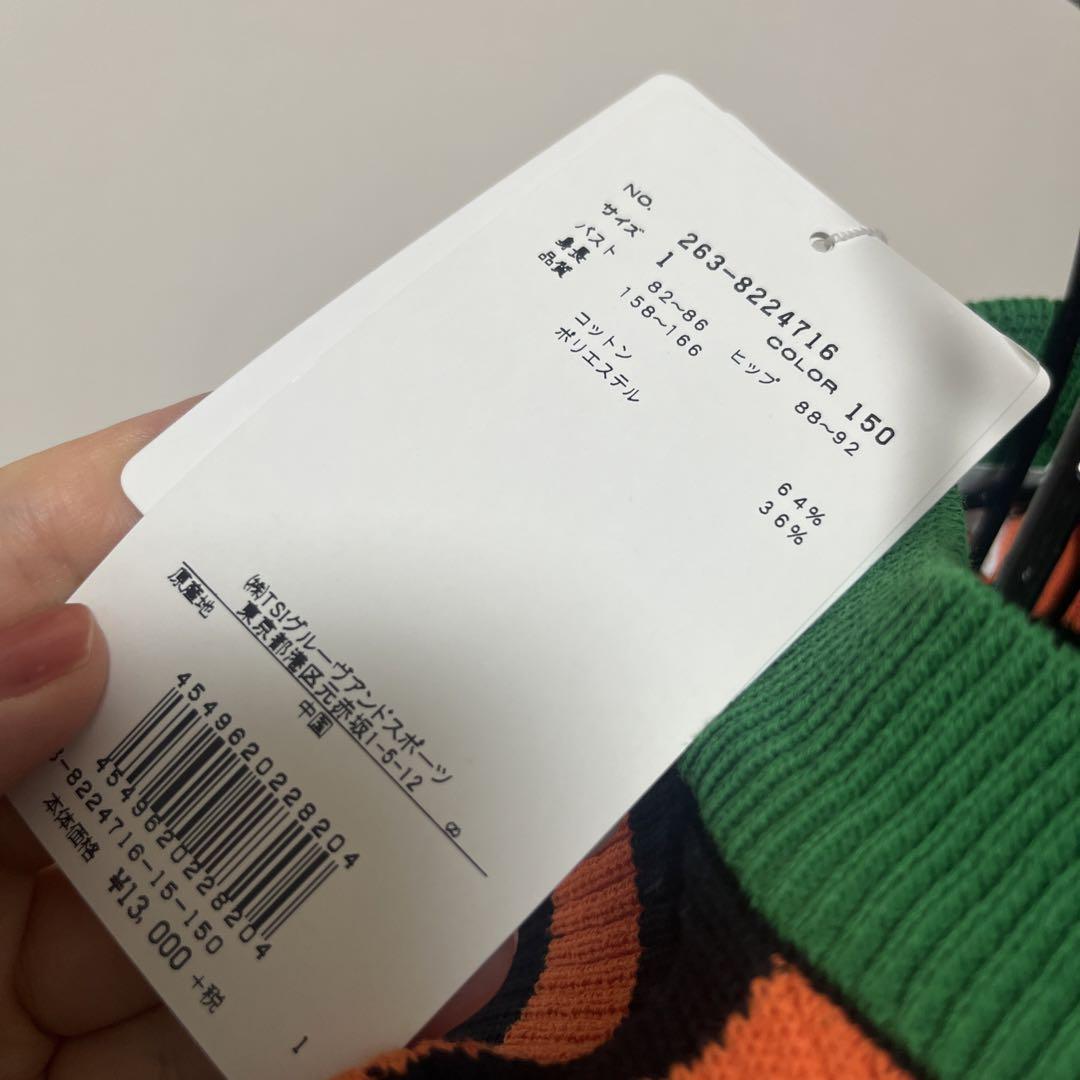 NO. 263-8224716
サイズ 1 COLOR 150
バスト 82~86 ヒップ 88~92
身長 158~166
品質 コットン 64%
ポリエステル 36%
(株)TSIグルーヴアンドスポーツ
東京都港区元赤坂1-5-12
原産地 中国
4549620228204
4549620228204
3-8224716-15-150
本体価格 ¥13,000 +税
1